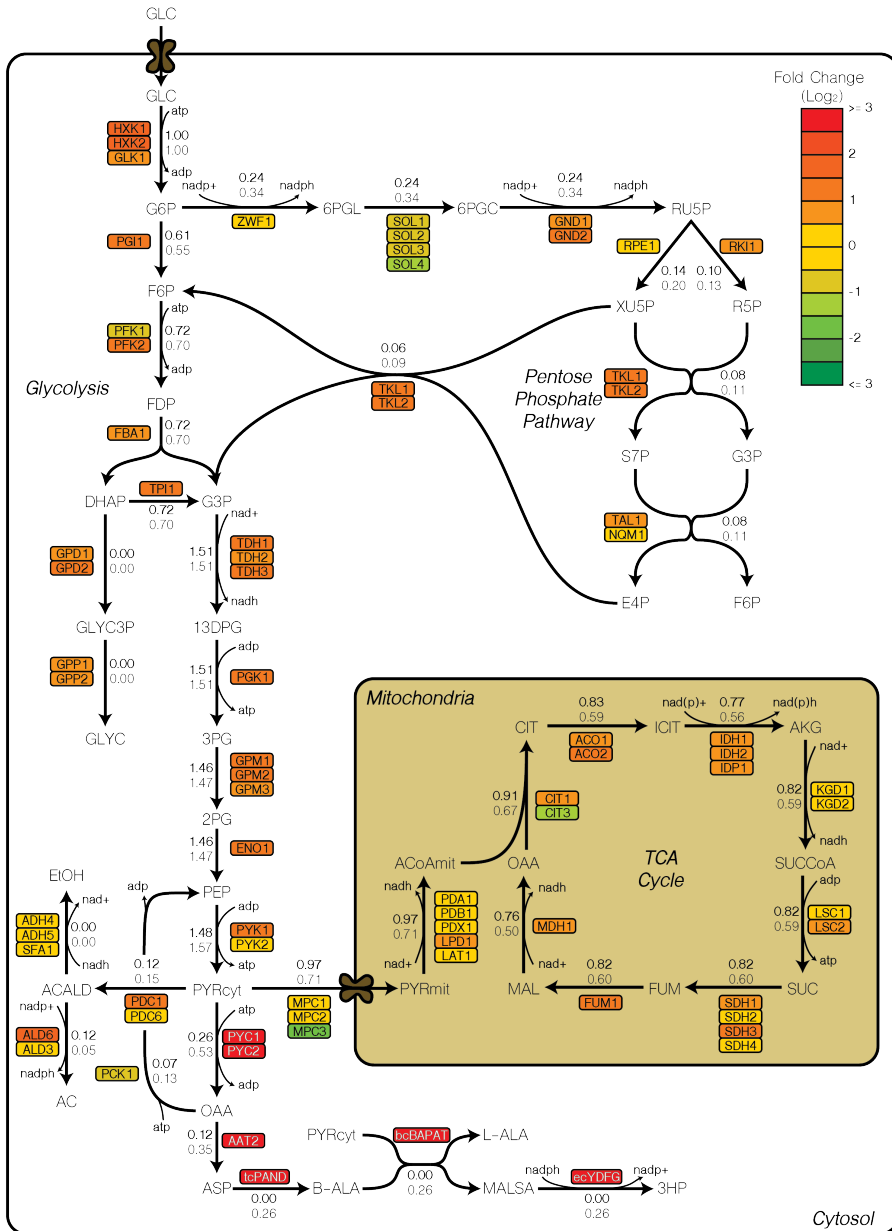 GLC
GLC
atp
HXK1
HXK2
GLK1
1.00
1.00
adp
Fold Change
(Log2)
>= 3
2
1
0
-1
-2
<= 3
G6P
nadp+
0.24
0.34
nadph
ZWF1
6PGL
0.24
0.34
SOL1
SOL2
SOL3
SOL4
6PGC
nadp+
0.24
0.34
nadph
GND1
GND2
RU5P
PGI1
0.61
0.55
RPE1
RKI1
0.14
0.20
0.10
0.13
F6P
XU5P
R5P
atp
PFK1
PFK2
0.72
0.70
adp
0.06
0.09
TKL1
TKL2
Glycolysis
Pentose
Phosphate
Pathway
TKL1
TKL2
0.08
0.11
FDP
FBA1
0.72
0.70
S7P
G3P
DHAP
TPI1
0.72
0.70
G3P
nad+
GPD1
GPD2
0.00
0.00
1.51
1.51
TDH1
TDH2
TDH3
nadh
TAL1
NQM1
0.08
0.11
E4P
F6P
GLYC3P
13DPG
adp
GPP1
GPP2
0.00
0.00
1.51
1.51
PGK1
atp
GLYC
3PG
1.46
1.47
GPM1
GPM2
GPM3
2PG
1.46
1.47
ENO1
Mitochondria
CIT
0.83
0.59
ACO1
ACO2
ICIT
nad(p)+
0.77
0.56
nad(p)h
IDH1
IDH2
IDP1
AKG
nad+
0.82
0.59
KGD1
KGD2
nadh
0.91
0.67
CIT1
CIT3
ACoAmit
OAA
TCA
Cycle
SUCCoA
nadh
0.97
0.71
nad+
PDA1
PDB1
PDX1
LPD1
LAT1
nadh
0.76
0.50
MDH1
nad+
adp
0.82
0.59
LSC1
LSC2
atp
PYRmit
MAL
0.82
0.60
FUM1
FUM
0.82
0.60
SDH1
SDH2
SDH3
SDH4
SUC
EtOH
nad+
ADH4
ADH5
SFA1
0.00
0.00
nadh
adp
PEP
adp
1.48
1.57
PYK1
PYK2
atp
ACALD
0.12
0.15
PDC1
PDC6
PYRcyt
0.97
0.71
MPC1
MPC2
MPC3
nadp+
ALD6
ALD3
0.12
0.05
nadph
AC
PCK1
0.07
0.13
atp
atp
0.26
0.53
PYC1
PYC2
adp
OAA
0.12
0.35
AAT2
ASP
tcPAND
0.00
0.26
B-ALA
PYRcyt
bcBAPAT
L-ALA
0.00
0.26
MALSA
nadph
ecYDFG
nadp+
0.00
0.26
3HP
Cytosol